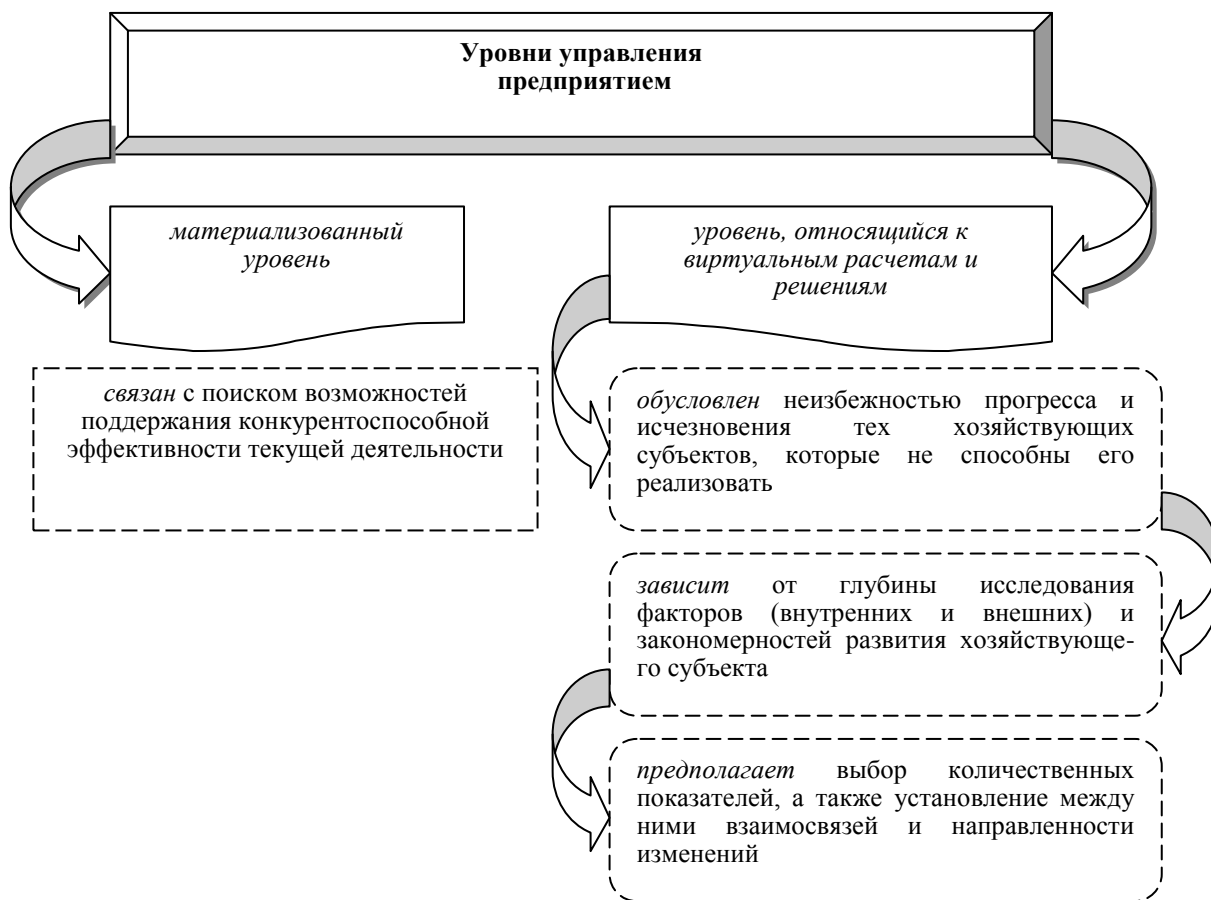 Уровни управления
предприятием
материализованный
уровень
уровень, относящийся к
виртуальным расчетам и
решениям
связан с поиском возможностей
поддержания конкурентоспособной
эффективности текущей деятельности
обусловлен неизбежностью прогресса и
исчезновения тех хозяйствующих
субъектов, которые не способны его
реализовать
зависит от глубины исследования
факторов (внутренних и внешних) и
закономерностей развития хозяйствующе-
го субъекта
предполагает выбор количественных
показателей, а также установление между
ними взаимосвязей и направленности
изменений